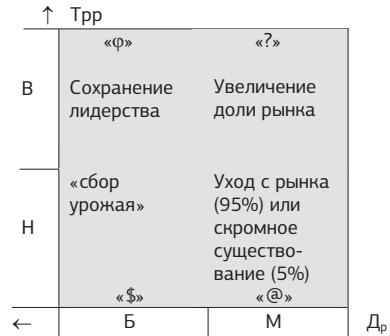 ↑ Трр
«φ» «?»
В
Сохранение
лидерства
Увеличение
доли рынка
Н
«сбор
урожая»
Уход с рынка
(95%) или
скромное
существо-
вание (5%)
«$» «@»
← Б М Др